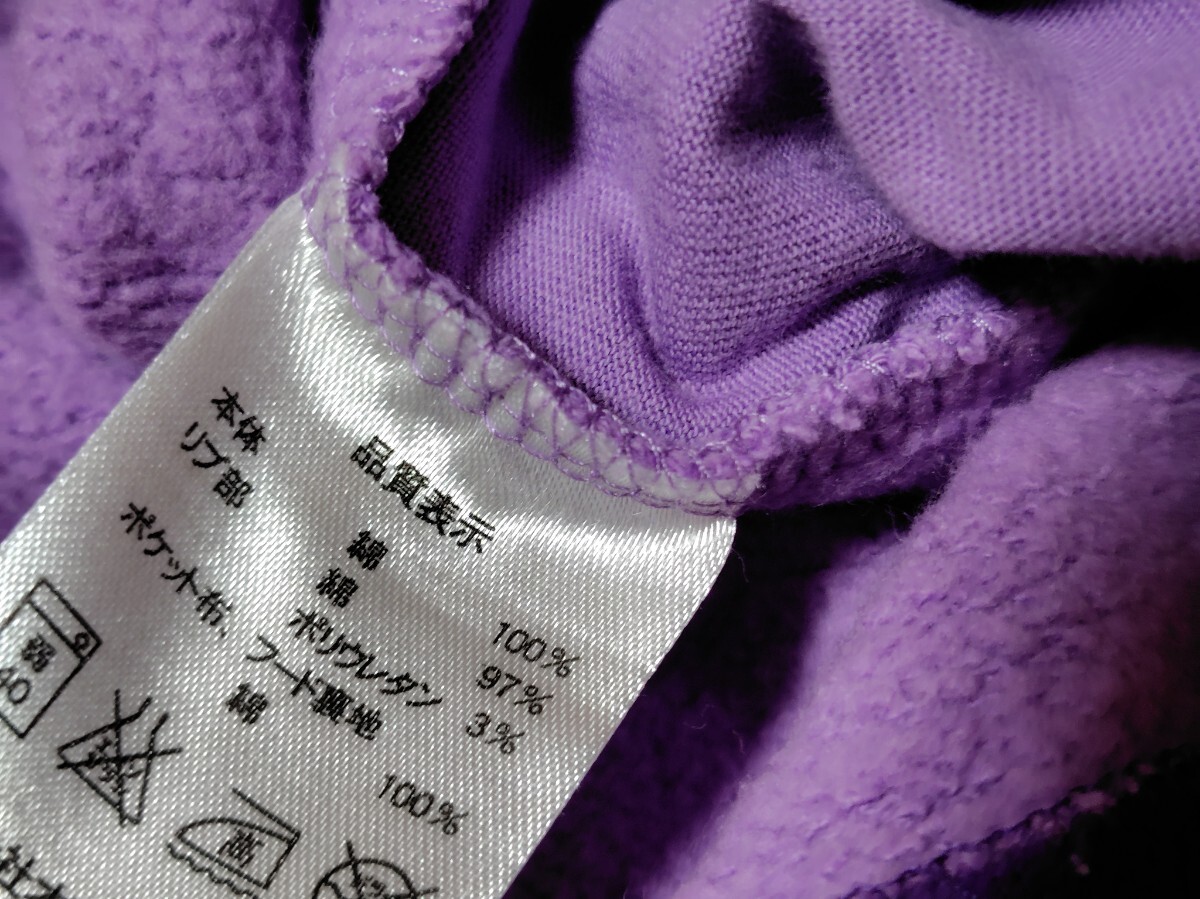 品質表示
本体 綿 100%
リブ部 綿 97%
ポリウレタン 3%
ポケット布、フード裏地
綿 100%
弱
40
高